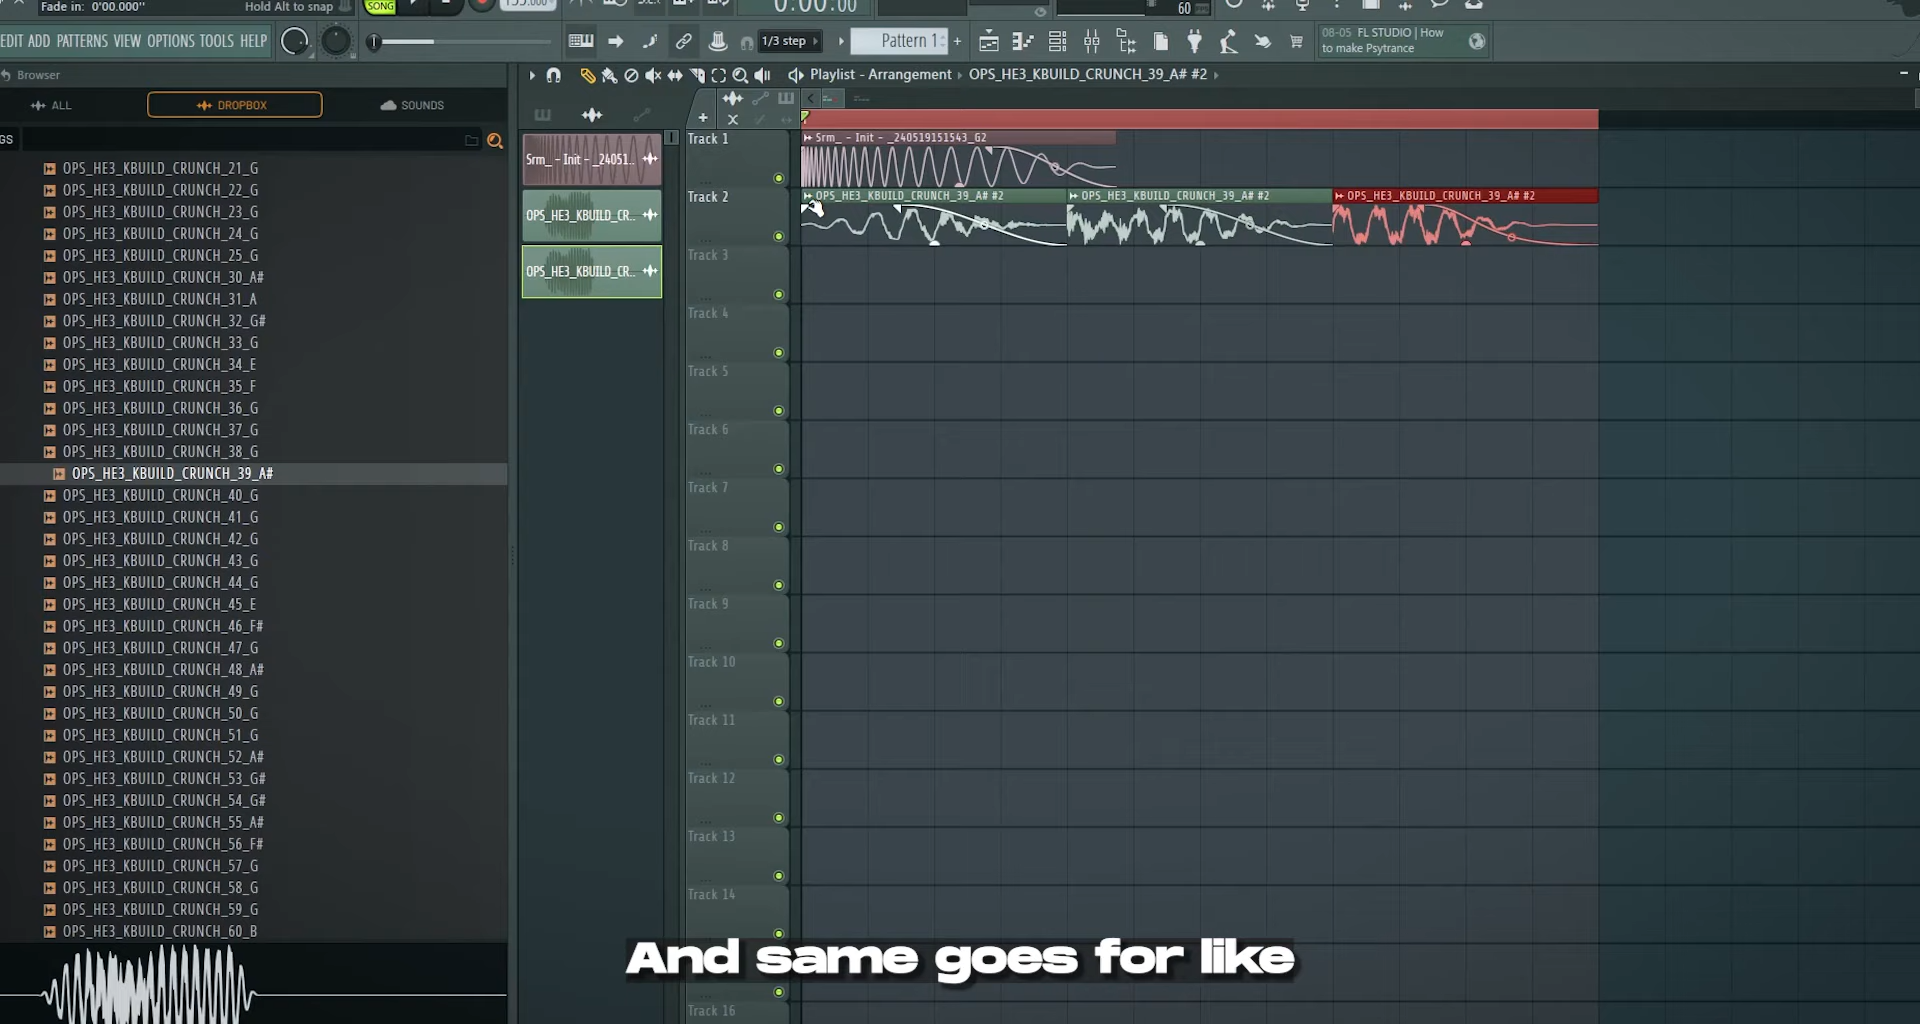 Fade in: 0'00.000"
Hold Alt to snap
SONG
0:00:00
60
EDIT ADD PATTERNS VIEW OPTIONS TOOLS HELP
1/3 step
Pattern 1
08-05 FL STUDIO | How
to make Psytrance
Browser
Playlist - Arrangement
OPS_HE3_KBUILD_CRUNCH_39_A# #2
ALL
DROPBOX
SOUNDS
GS
OPS_HE3_KBUILD_CRUNCH_21_G
OPS_HE3_KBUILD_CRUNCH_22_G
OPS_HE3_KBUILD_CRUNCH_23_G
OPS_HE3_KBUILD_CRUNCH_24_G
OPS_HE3_KBUILD_CRUNCH_25_G
OPS_HE3_KBUILD_CRUNCH_30_A#
OPS_HE3_KBUILD_CRUNCH_31_A
OPS_HE3_KBUILD_CRUNCH_32_G#
OPS_HE3_KBUILD_CRUNCH_33_G
OPS_HE3_KBUILD_CRUNCH_34_E
OPS_HE3_KBUILD_CRUNCH_35_F
OPS_HE3_KBUILD_CRUNCH_36_G
OPS_HE3_KBUILD_CRUNCH_37_G
OPS_HE3_KBUILD_CRUNCH_38_G
OPS_HE3_KBUILD_CRUNCH_39_A#
OPS_HE3_KBUILD_CRUNCH_40_G
OPS_HE3_KBUILD_CRUNCH_41_G
OPS_HE3_KBUILD_CRUNCH_42_G
OPS_HE3_KBUILD_CRUNCH_43_G
OPS_HE3_KBUILD_CRUNCH_44_G
OPS_HE3_KBUILD_CRUNCH_45_E
OPS_HE3_KBUILD_CRUNCH_46_F#
OPS_HE3_KBUILD_CRUNCH_47_G
OPS_HE3_KBUILD_CRUNCH_48_A#
OPS_HE3_KBUILD_CRUNCH_49_G
OPS_HE3_KBUILD_CRUNCH_50_G
OPS_HE3_KBUILD_CRUNCH_51_G
OPS_HE3_KBUILD_CRUNCH_52_A#
OPS_HE3_KBUILD_CRUNCH_53_G#
OPS_HE3_KBUILD_CRUNCH_54_G#
OPS_HE3_KBUILD_CRUNCH_55_A#
OPS_HE3_KBUILD_CRUNCH_56_F#
OPS_HE3_KBUILD_CRUNCH_57_G
OPS_HE3_KBUILD_CRUNCH_58_G
OPS_HE3_KBUILD_CRUNCH_59_G
OPS_HE3_KBUILD_CRUNCH_60_B
Srm_ - Init - _24051..
OPS_HE3_KBUILD_CR..
OPS_HE3_KBUILD_CR..
Track 1
Srm_ - Init - _240519151543_G2
Track 2
OPS_HE3_KBUILD_CRUNCH_39_A# #2
OPS_HE3_KBUILD_CRUNCH_39_A# #2
OPS_HE3_KBUILD_CRUNCH_39_A# #2
Track 3
Track 4
Track 5
Track 6
Track 7
Track 8
Track 9
Track 10
Track 11
Track 12
Track 13
Track 14
Track 16
And same goes for like